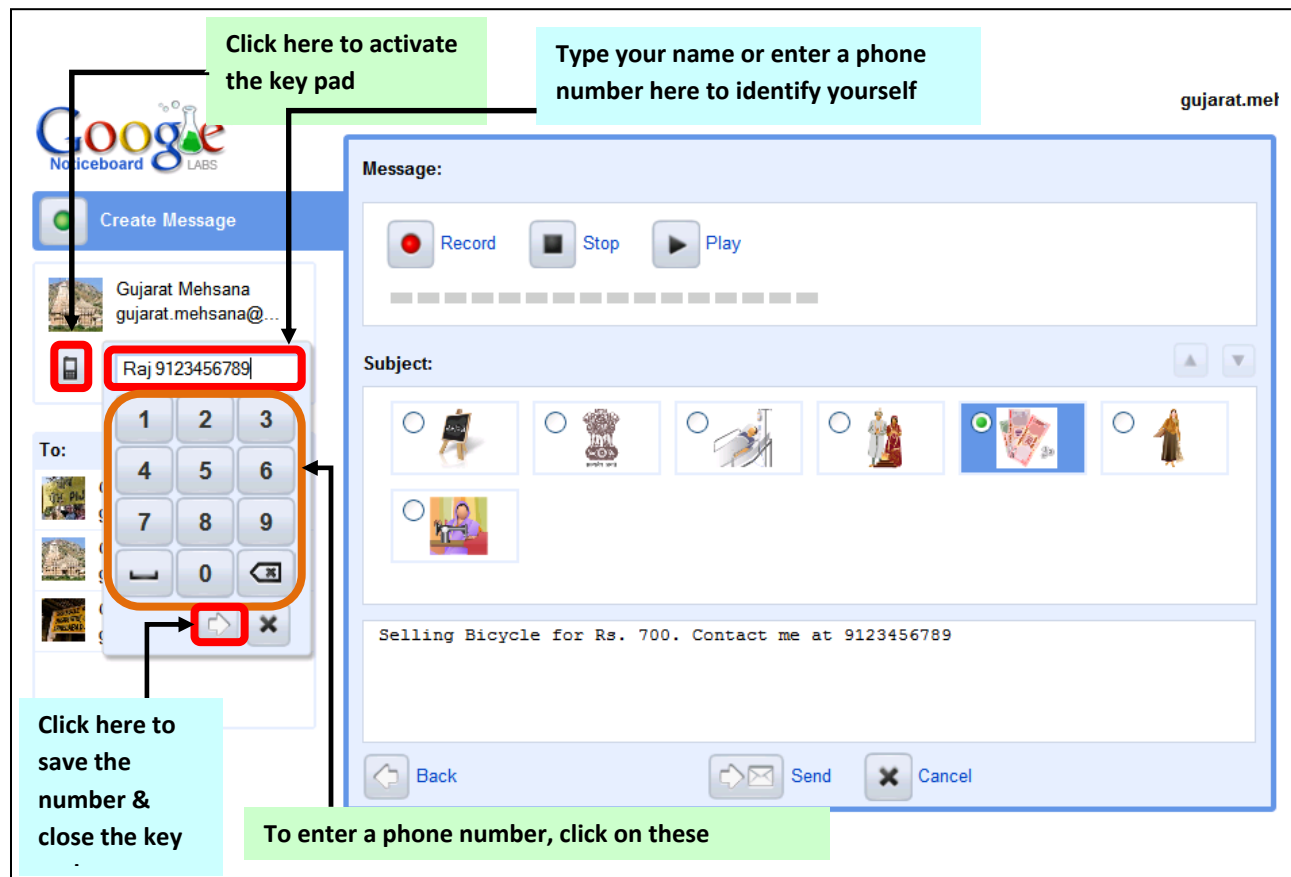 Click here to activate
the key pad
Type your name or enter a phone
number here to identify yourself
gujarat.meh
Google
Noticeboard LABS
Create Message
Gujarat Mehsana
gujarat.mehsana@...
Raj 9123456789
1 2 3
4 5 6
7 8 9
0
To:
Message:
Record Stop Play
Subject:
Selling Bicycle for Rs. 700. Contact me at 9123456789
Back Send Cancel
Click here to
save the
number &
close the key
To enter a phone number, click on these